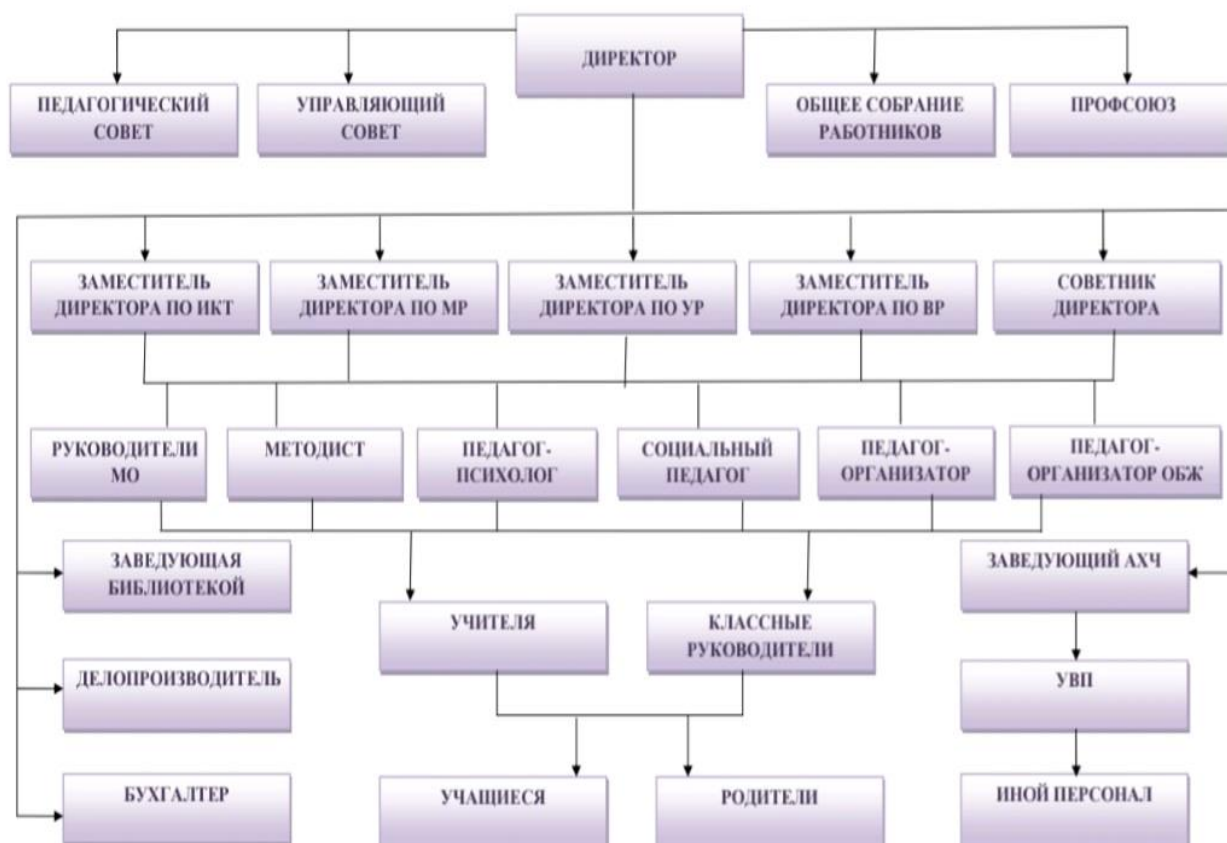 ДИРЕКТОР
ПЕДАГОГИЧЕСКИЙ
СОВЕТ
УПРАВЛЯЮЩИЙ
СОВЕТ
ОБЩЕЕ СОБРАНИЕ
РАБОТНИКОВ
ПРОФСОЮЗ
ЗАМЕСТИТЕЛЬ
ДИРЕКТОРА ПО ИКТ
ЗАМЕСТИТЕЛЬ
ДИРЕКТОРА ПО МР
ЗАМЕСТИТЕЛЬ
ДИРЕКТОРА ПО УР
ЗАМЕСТИТЕЛЬ
ДИРЕКТОРА ПО ВР
СОВЕТНИК
ДИРЕКТОРА
РУКОВОДИТЕЛИ
МО
МЕТОДИСТ
ПЕДАГОГ-
ПСИХОЛОГ
СОЦИАЛЬНЫЙ
ПЕДАГОГ
ПЕДАГОГ-
ОРГАНИЗАТОР
ПЕДАГОГ-
ОРГАНИЗАТОР ОБЖ
ЗАВЕДУЮЩАЯ
БИБЛИОТЕКОЙ
ЗАВЕДУЮЩИЙ АХЧ
УЧИТЕЛЯ
КЛАССНЫЕ
РУКОВОДИТЕЛИ
ДЕЛОПРОИЗВОДИТЕЛЬ
УВП
БУХГАЛТЕР
УЧАЩИЕСЯ
РОДИТЕЛИ
ИНОЙ ПЕРСОНАЛ